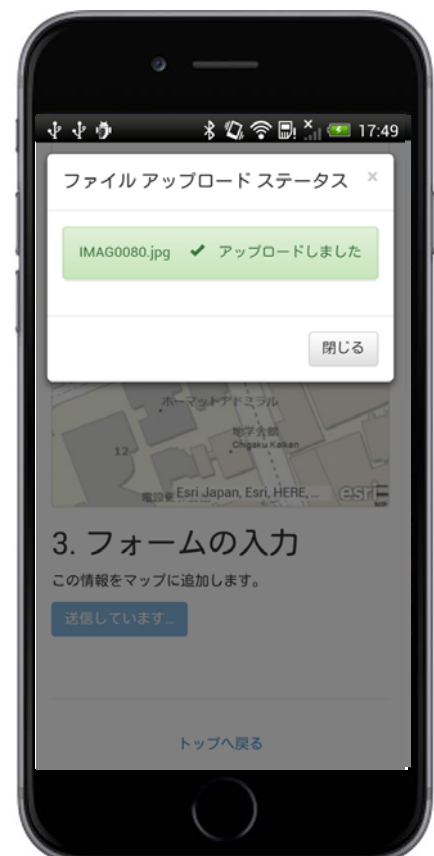 17:49
ファイル アップロード ステータス ×
IMAG0080.jpg ✔ アップロードしました
閉じる
ホーマットアドミラル
地学会館
Chigaku Kaikan
12
Esri Japan, Esri, HERE, ...
esri
3. フォームの入力
この情報をマップに追加します。
送信しています...
トップへ戻る